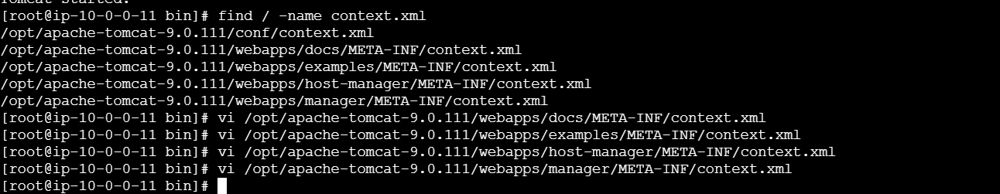 Tomcat started.
[root@ip-10-0-0-11 bin]# find / -name context.xml
/opt/apache-tomcat-9.0.111/conf/context.xml
/opt/apache-tomcat-9.0.111/webapps/docs/META-INF/context.xml
/opt/apache-tomcat-9.0.111/webapps/examples/META-INF/context.xml
/opt/apache-tomcat-9.0.111/webapps/host-manager/META-INF/context.xml
/opt/apache-tomcat-9.0.111/webapps/manager/META-INF/context.xml
[root@ip-10-0-0-11 bin]# vi /opt/apache-tomcat-9.0.111/webapps/docs/META-INF/context.xml
[root@ip-10-0-0-11 bin]# vi /opt/apache-tomcat-9.0.111/webapps/examples/META-INF/context.xml
[root@ip-10-0-0-11 bin]# vi /opt/apache-tomcat-9.0.111/webapps/host-manager/META-INF/context.xml
[root@ip-10-0-0-11 bin]# vi /opt/apache-tomcat-9.0.111/webapps/manager/META-INF/context.xml
[root@ip-10-0-0-11 bin]#